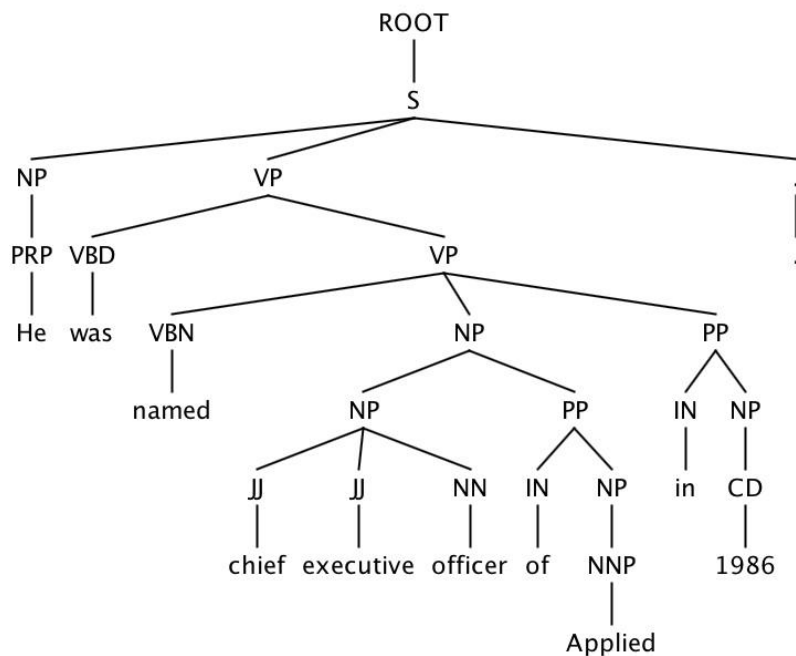 ROOT
S
NP VP .
PRP VBD VP .
He was VBN NP PP
named NP PP IN NP
JJ JJ NN IN NP in CD
chief executive officer of NNP 1986
Applied